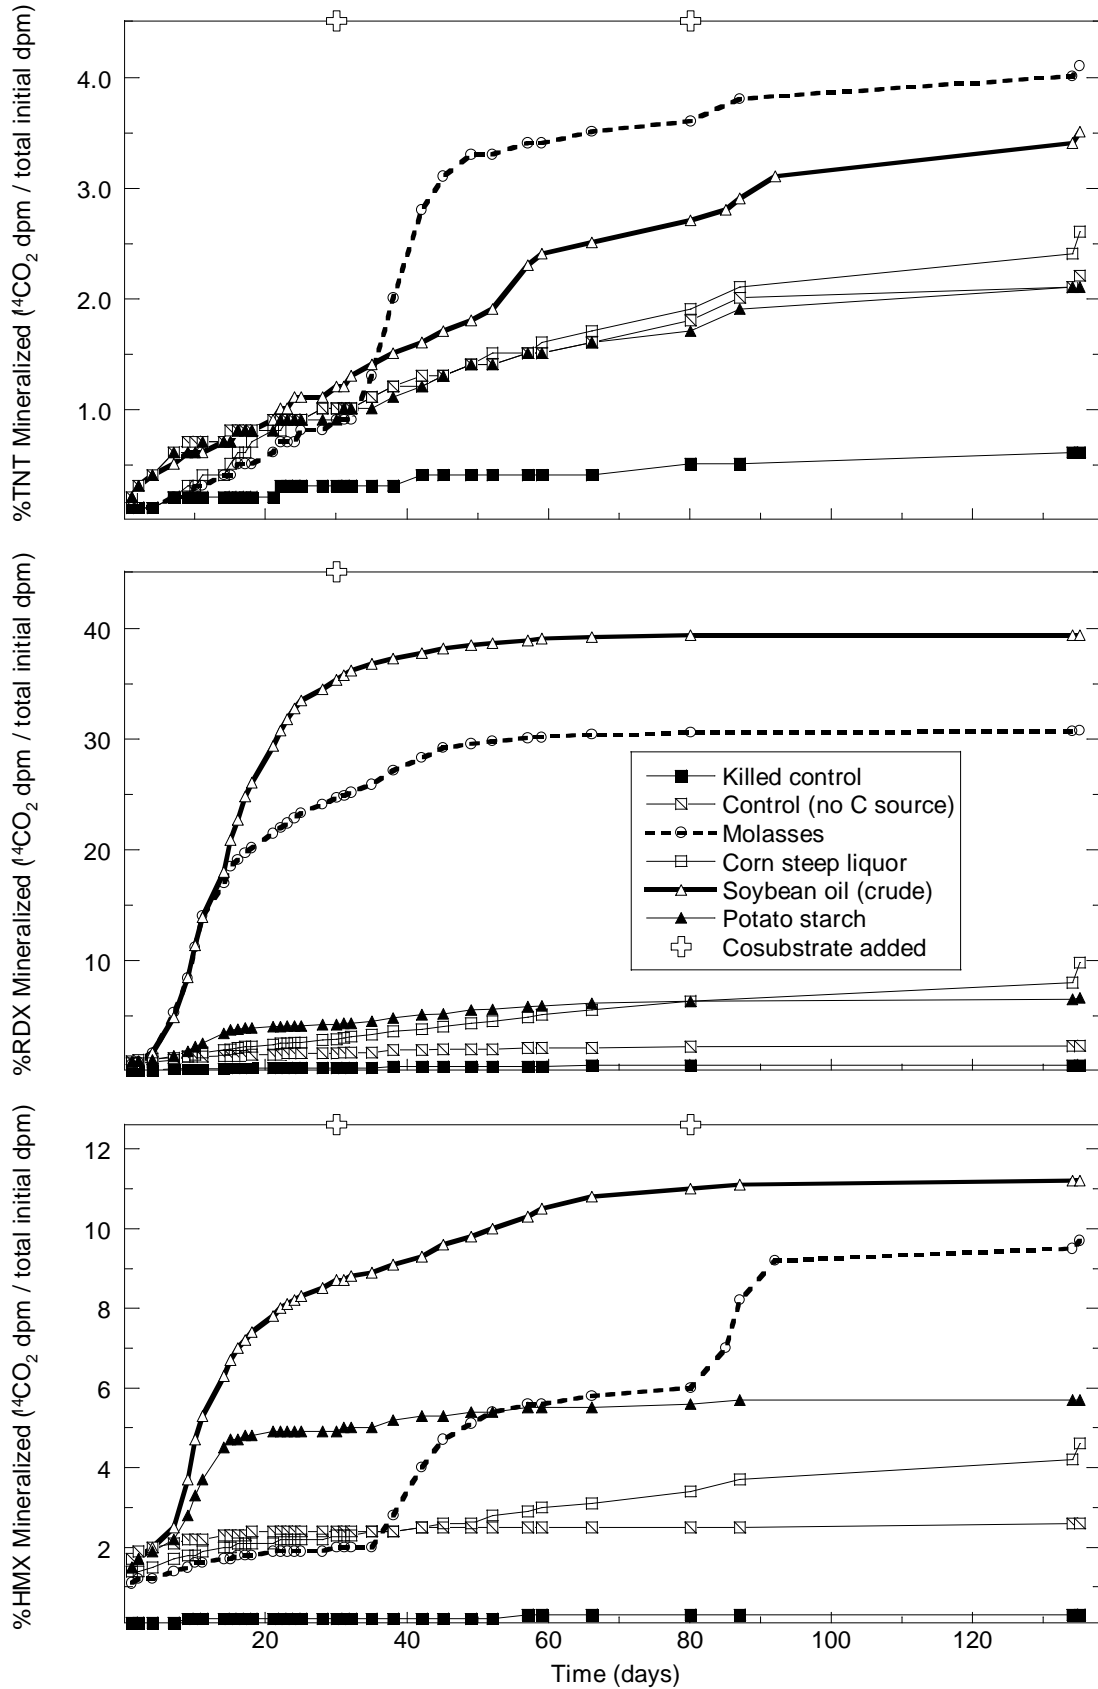 %TNT Mineralized (¹⁴CO₂ dpm / total initial dpm)
4.0
3.0
2.0
1.0
%RDX Mineralized (¹⁴CO₂ dpm / total initial dpm)
40
30
20
10
Killed control
Control (no C source)
Molasses
Corn steep liquor
Soybean oil (crude)
Potato starch
Cosubstrate added
%HMX Mineralized (¹⁴CO₂ dpm / total initial dpm)
12
10
8
6
4
2
20 40 60 80 100 120
Time (days)